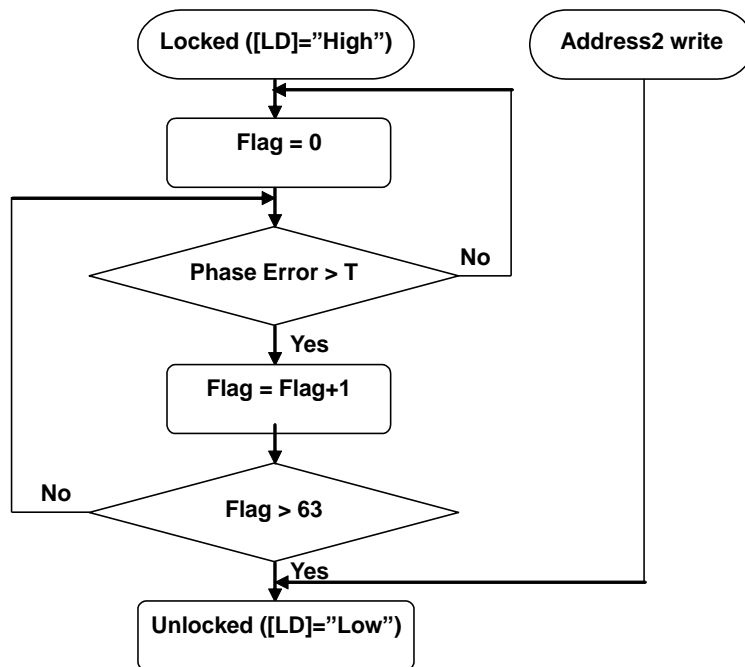 Locked ([LD]=”High”)
Address2 write
Flag = 0
Phase Error > T
No
Yes
Flag = Flag+1
No
Flag > 63
Yes
Unlocked ([LD]=”Low”)